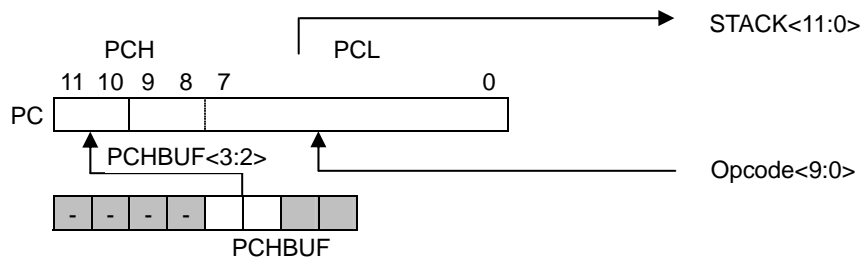 STACK<11:0>
PCH PCL
11 10 9 8 7 0
PC
PCHBUF<3:2>
Opcode<9:0>
- - - -
PCHBUF